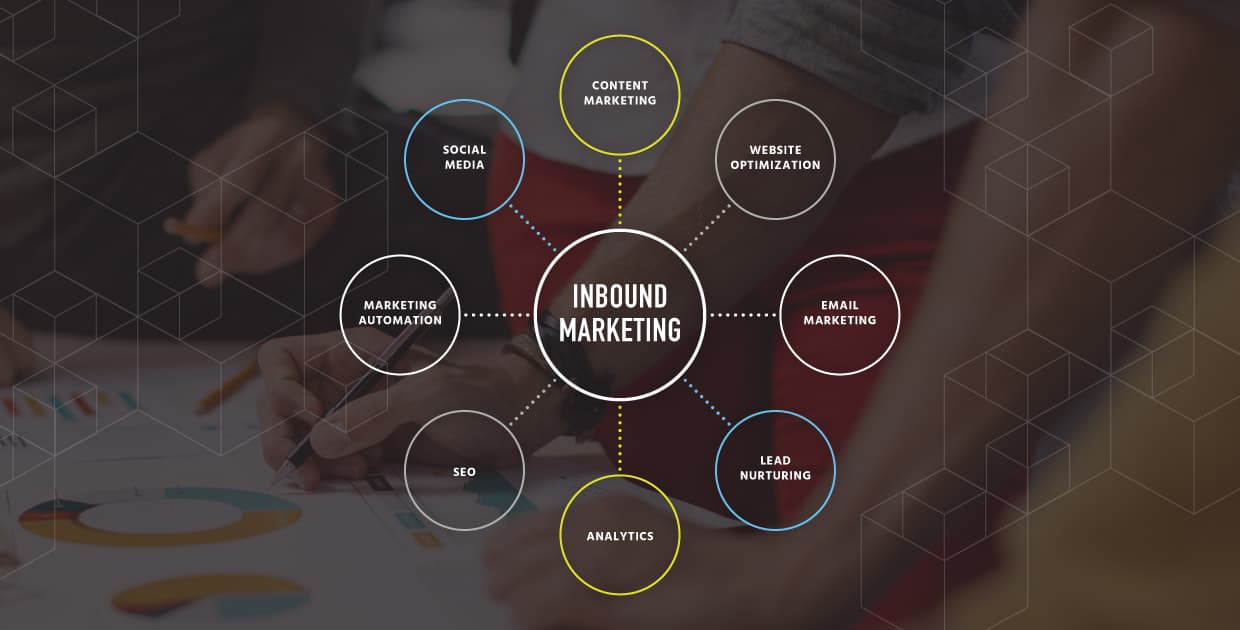 CONTENT
MARKETING
SOCIAL
MEDIA
WEBSITE
OPTIMIZATION
MARKETING
AUTOMATION
INBOUND
MARKETING
EMAIL
MARKETING
SEO
LEAD
NURTURING
ANALYTICS